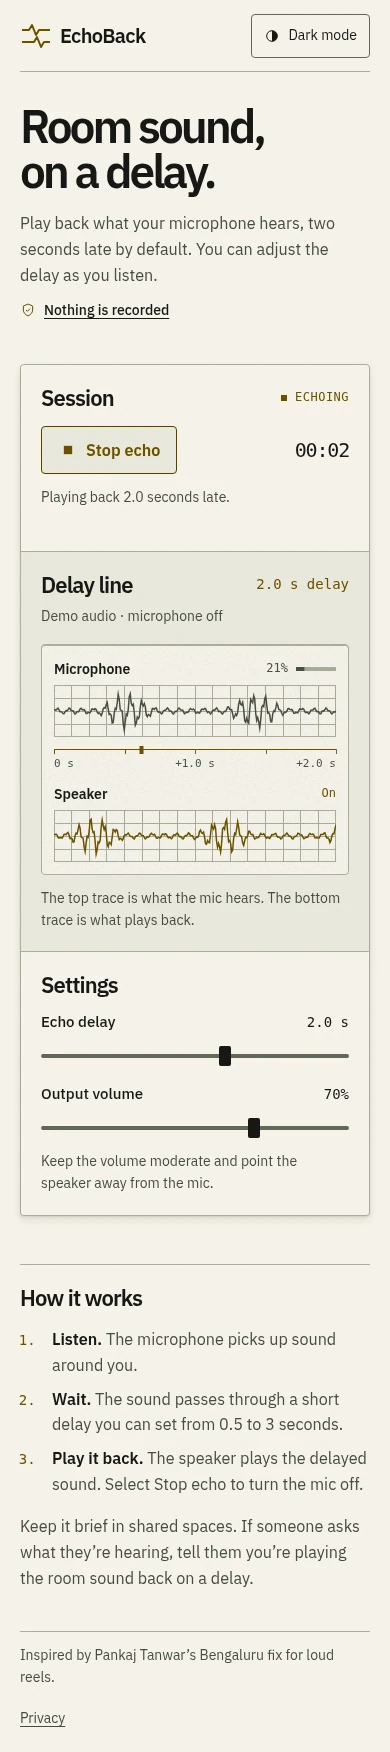 EchoBack
Dark mode
Room sound,
on a delay.
Play back what your microphone hears, two
seconds late by default. You can adjust the
delay as you listen.
Nothing is recorded
Session
ECHOING
Stop echo
00:02
Playing back 2.0 seconds late.
Delay line
2.0 s delay
Demo audio · microphone off
Microphone
21%
0 s
+1.0 s
+2.0 s
Speaker
On
The top trace is what the mic hears. The bottom
trace is what plays back.
Settings
Echo delay
2.0 s
Output volume
70%
Keep the volume moderate and point the
speaker away from the mic.
How it works
1. Listen. The microphone picks up sound
around you.
2. Wait. The sound passes through a short
delay you can set from 0.5 to 3 seconds.
3. Play it back. The speaker plays the delayed
sound. Select Stop echo to turn the mic off.
Keep it brief in shared spaces. If someone asks
what they’re hearing, tell them you’re playing
the room sound back on a delay.
Inspired by Pankaj Tanwar’s Bengaluru fix for loud
reels.
Privacy